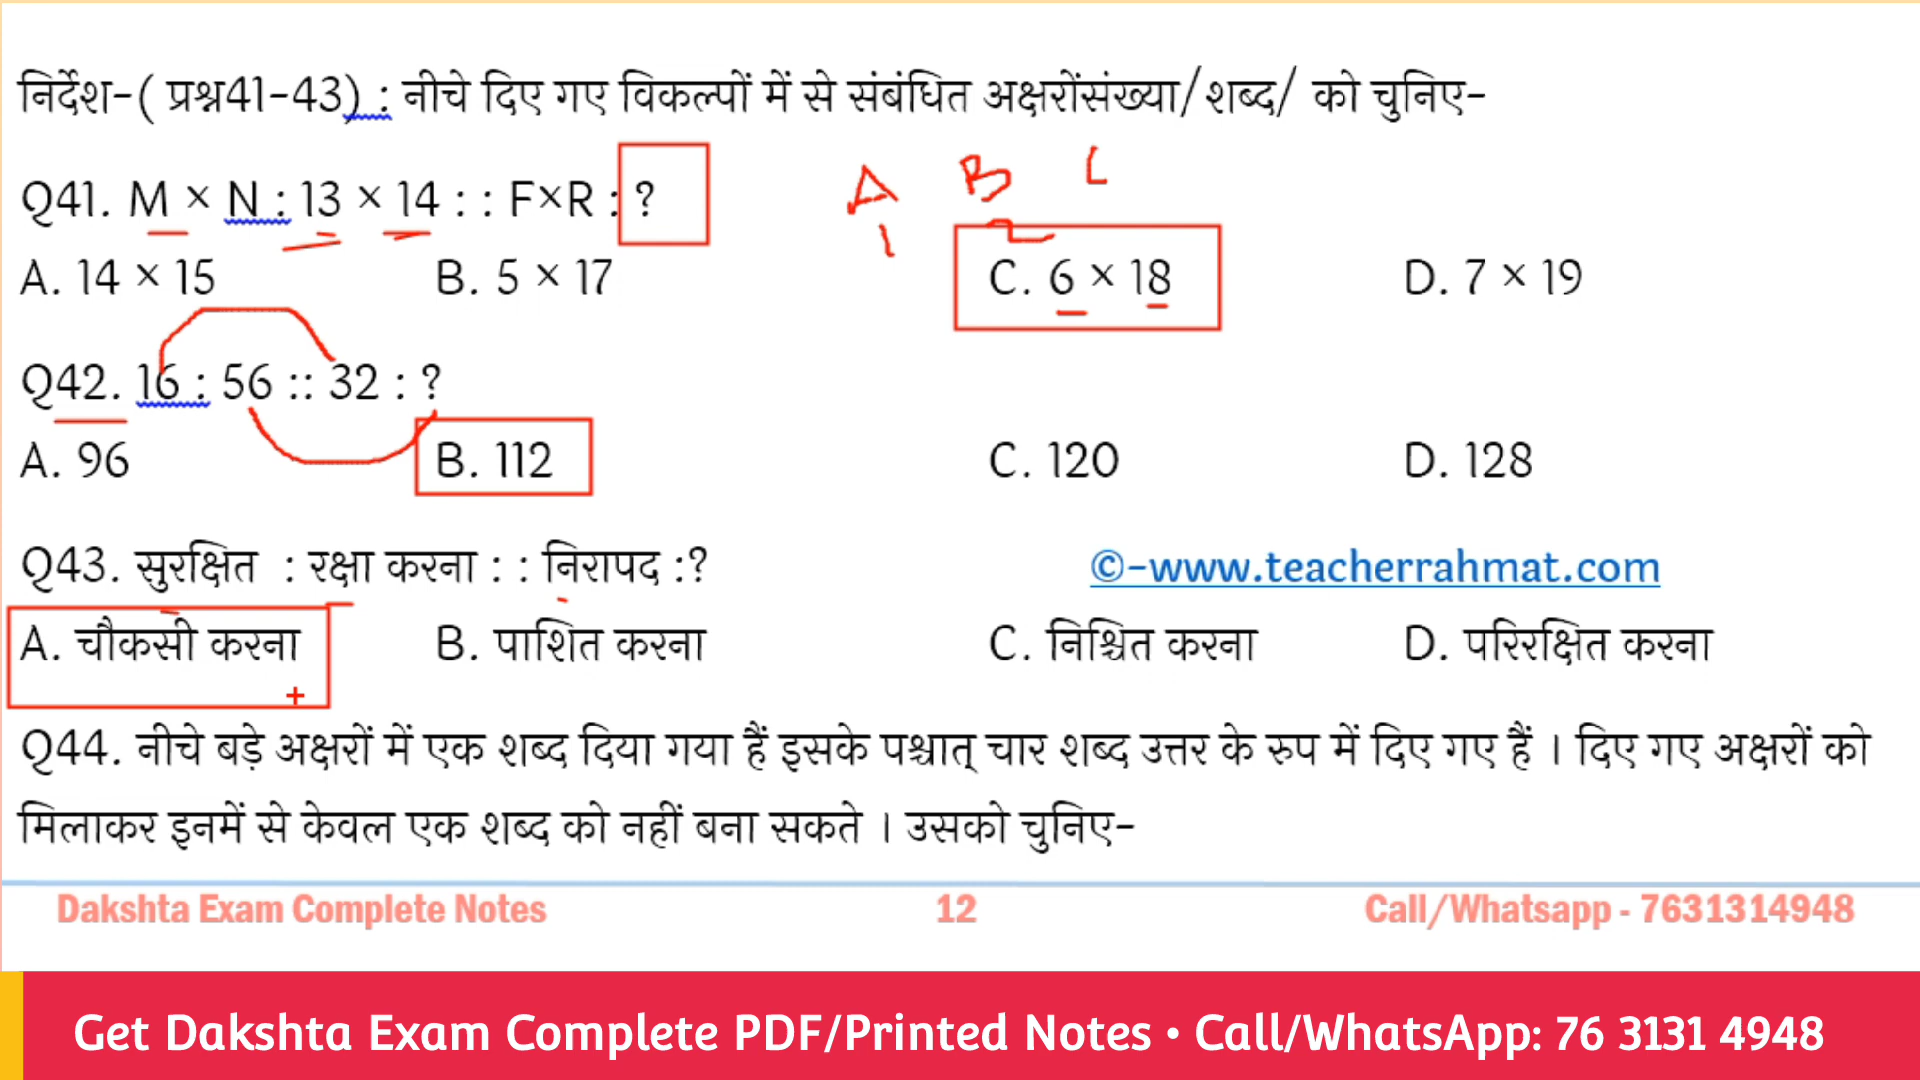 निर्देश-( प्रश्न41-43) : नीचे दिए गए विकल्पों में से संबंधित अक्षरोंसंख्या/शब्द/ को चुनिए-
Q41. M × N : 13 × 14 : : F×R : ?
A B C
1 2
A. 14 × 15 B. 5 × 17 C. 6 × 18 D. 7 × 19
Q42. 16 : 56 :: 32 : ?
A. 96 B. 112 C. 120 D. 128
Q43. सुरक्षित : रक्षा करना : : निरापद :? ©-www.teacherrahmat.com
A. चौकसी करना B. पाशित करना C. निश्चित करना D. परिरक्षित करना
Q44. नीचे बड़े अक्षरों में एक शब्द दिया गया हैं इसके पश्चात् चार शब्द उत्तर के रुप में दिए गए हैं । दिए गए अक्षरों को
मिलाकर इनमें से केवल एक शब्द को नहीं बना सकते । उसको चुनिए-
Dakshta Exam Complete Notes 12 Call/Whatsapp - 7631314948
Get Dakshta Exam Complete PDF/Printed Notes • Call/WhatsApp: 76 3131 4948